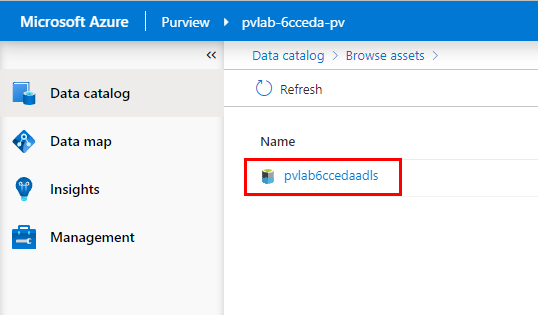 Microsoft Azure | Purview > pvlab-6cceda-pv
«
Data catalog > Browse assets >
Data catalog
Refresh
Data map
Name
Insights
pvlab6ccedaadls
Management